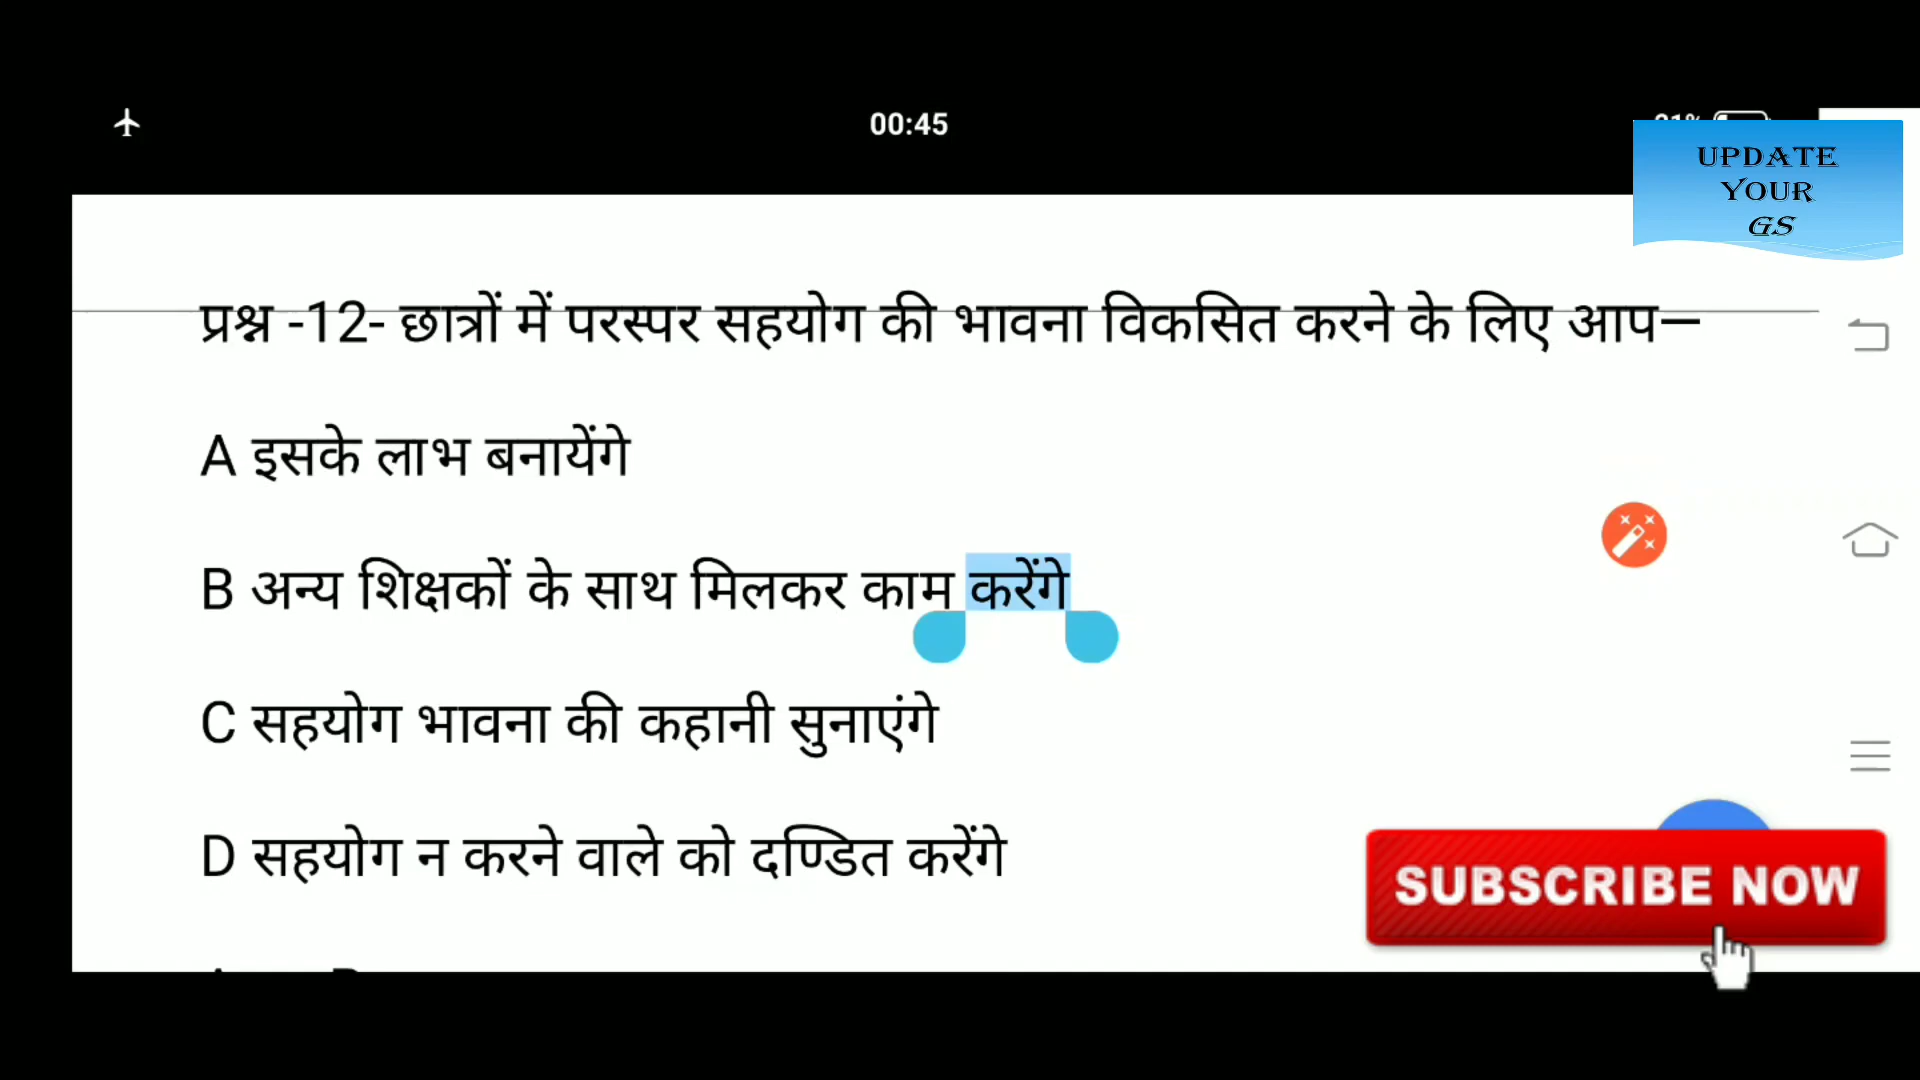 00:45
UPDATE
YOUR
GS
प्रश्न -12- छात्रों में परस्पर सहयोग की भावना विकसित करने के लिए आप—
A इसके लाभ बनायेंगे
B अन्य शिक्षकों के साथ मिलकर काम करेंगे
C सहयोग भावना की कहानी सुनाएंगे
D सहयोग न करने वाले को दण्डित करेंगे
SUBSCRIBE NOW